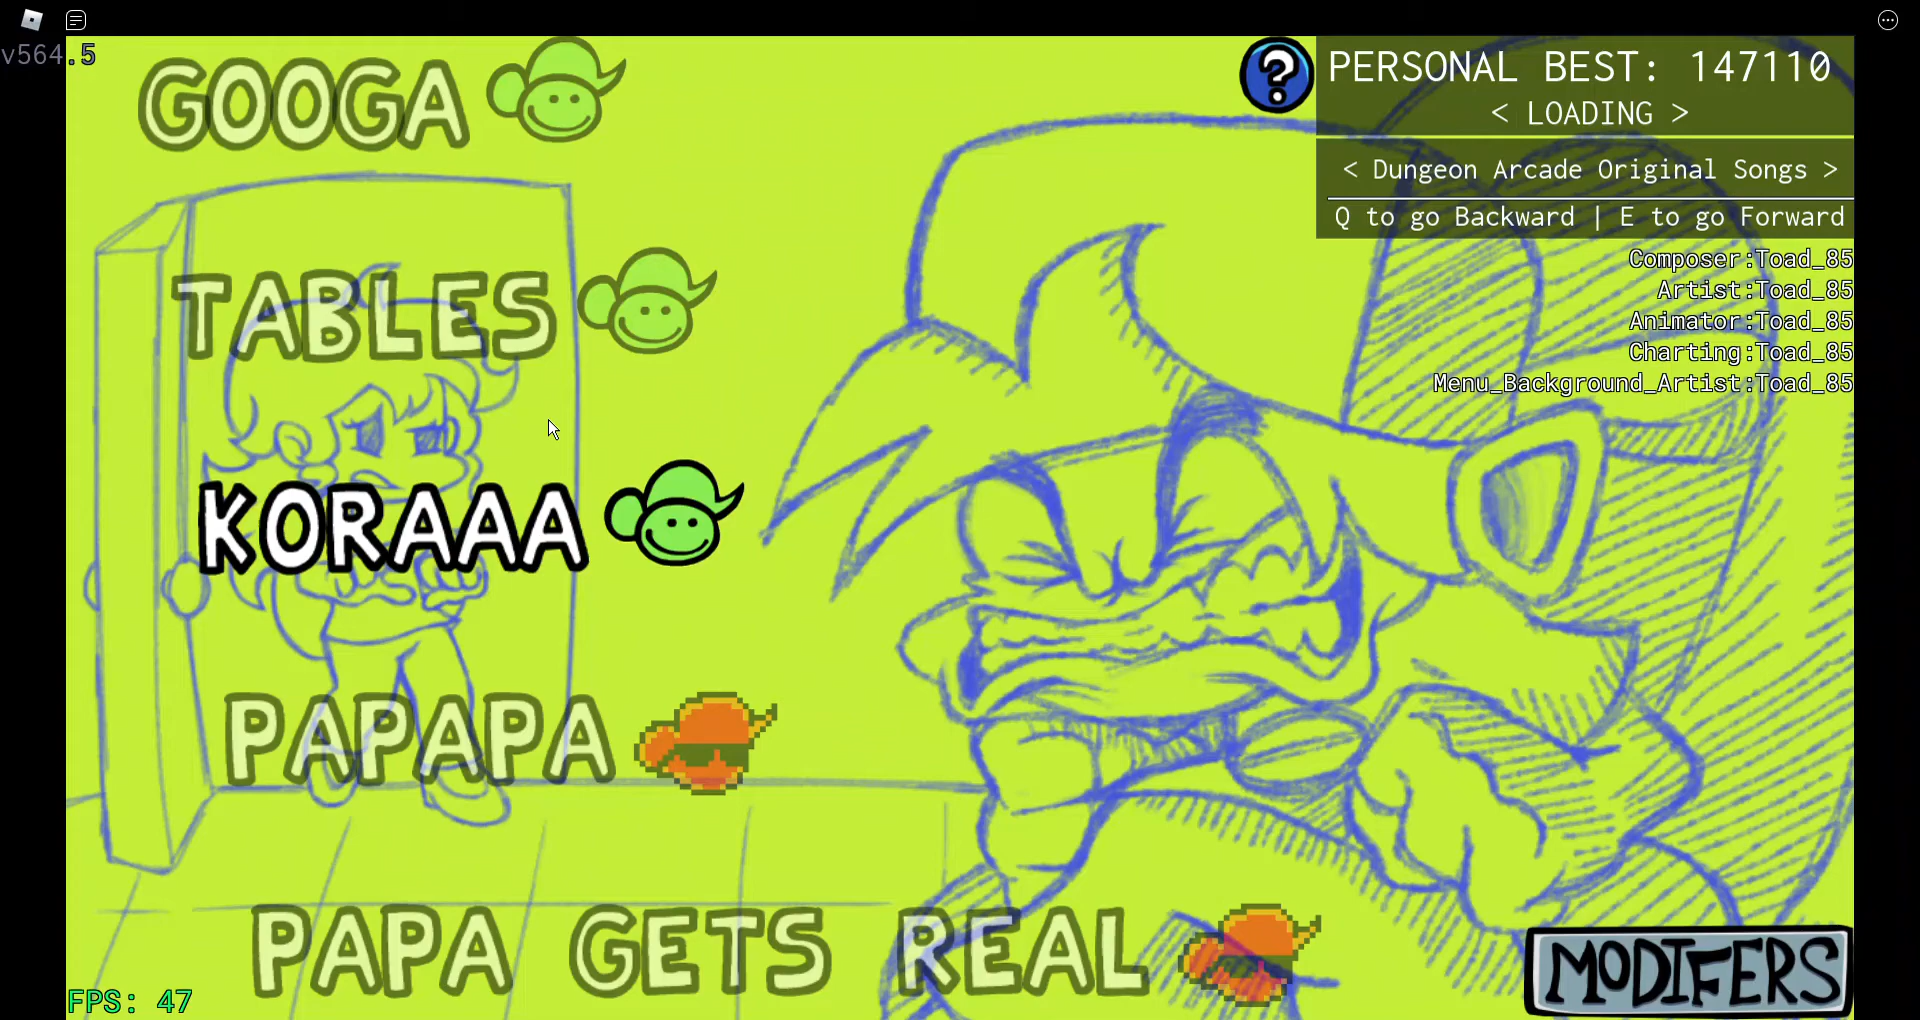 v564.5
GOOGA
TABLES
KORAAA
PAPAPA
PAPA GETS REAL
?
PERSONAL BEST: 147110
< LOADING >
< Dungeon Arcade Original Songs >
Q to go Backward | E to go Forward
Composer:Toad_85
Artist:Toad_85
Animator:Toad_85
Charting:Toad_85
Menu_Background_Artist:Toad_85
MODIFERS
FPS: 47